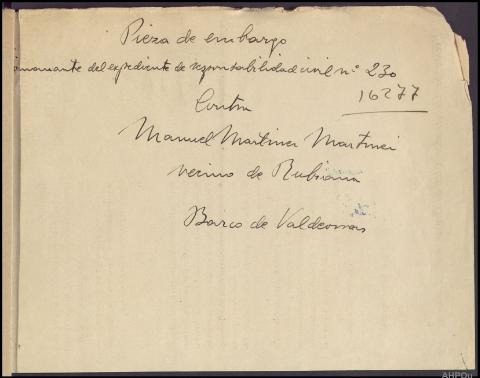 Pieza de embargo
dimanante del expediente de responsabilidad civil nº 230
16277
Contra
Manuel Martinez Martinez
vecino de Rubiana
Barco de Valdeorras
AHPOu